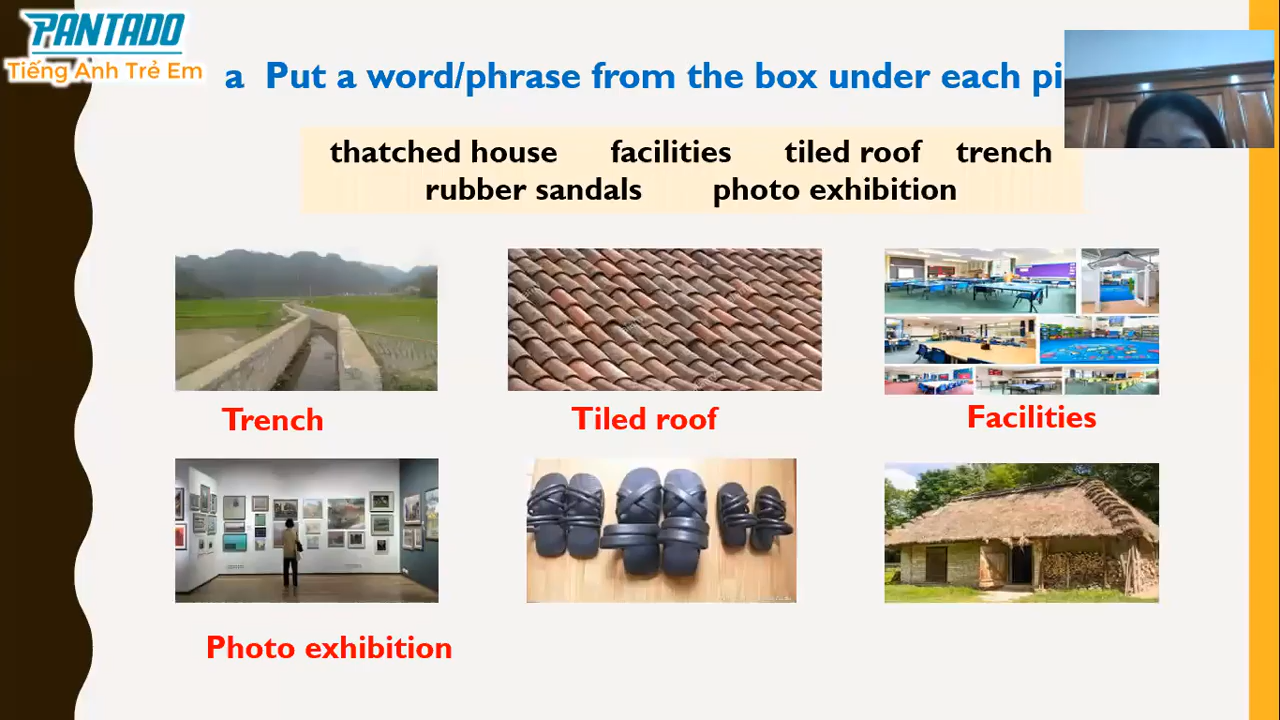 PANTADO
Tiếng Anh Trẻ Em
a Put a word/phrase from the box under each pi
thatched house facilities tiled roof trench
rubber sandals photo exhibition
Trench
Tiled roof
Facilities
Photo exhibition